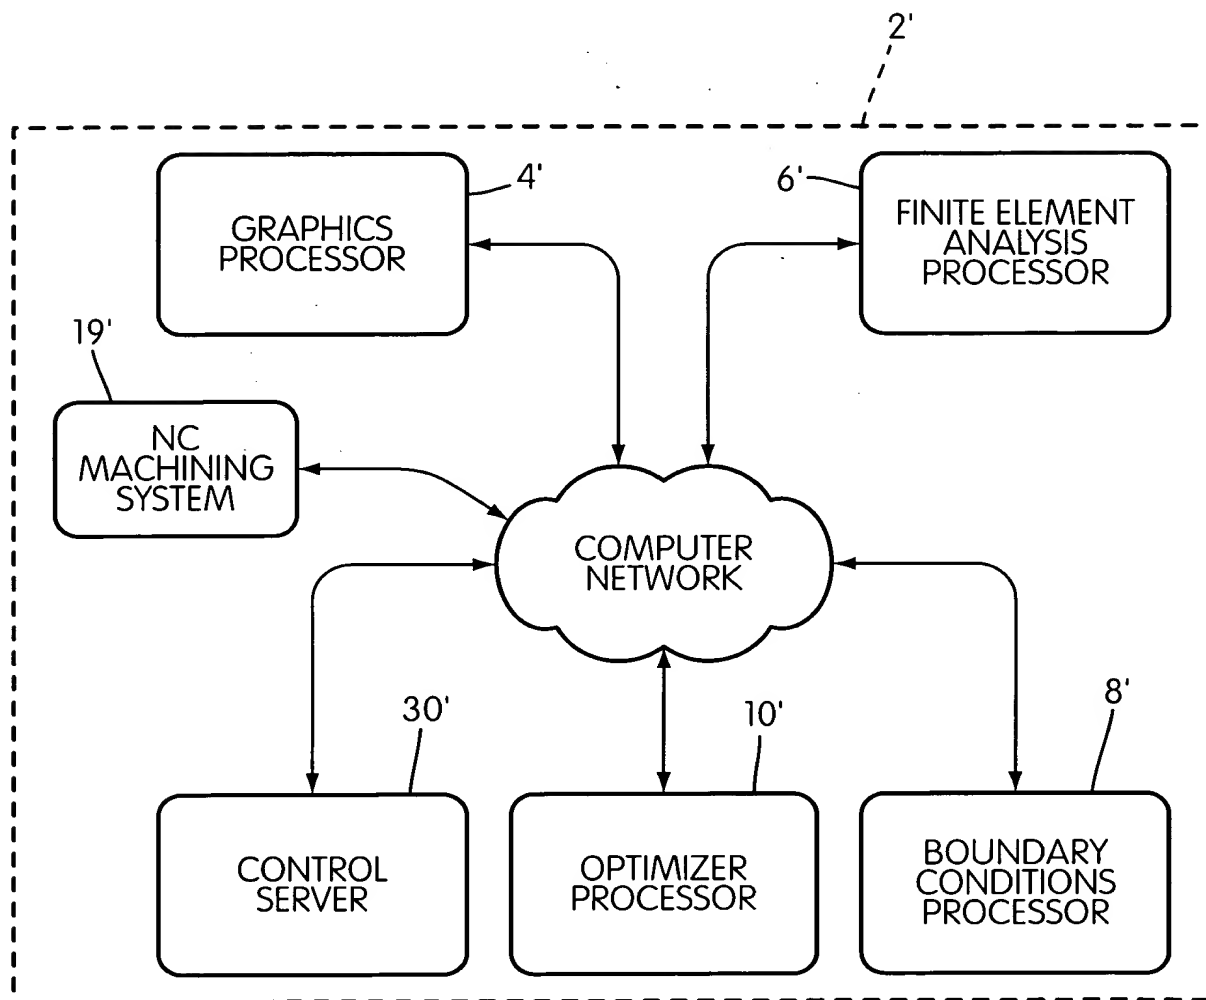 2'
4'
GRAPHICS
PROCESSOR
6'
FINITE ELEMENT
ANALYSIS
PROCESSOR
19'
NC
MACHINING
SYSTEM
COMPUTER
NETWORK
30'
CONTROL
SERVER
10'
OPTIMIZER
PROCESSOR
8'
BOUNDARY
CONDITIONS
PROCESSOR